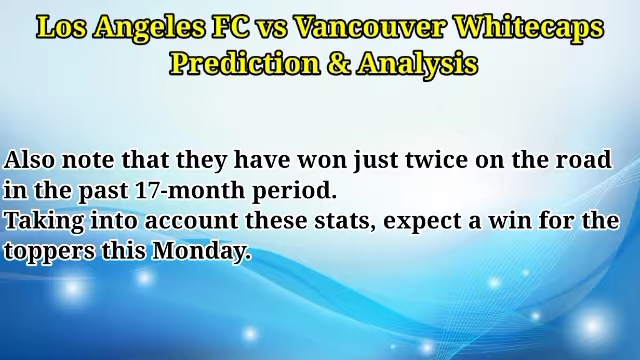 Los Angeles FC vs Vancouver Whitecaps
Prediction & Analysis
Also note that they have won just twice on the road
in the past 17-month period.
Taking into account these stats, expect a win for the
toppers this Monday.